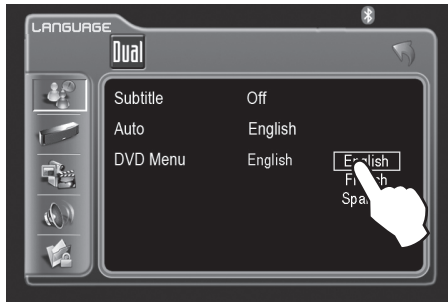 LANGUAGE
Dual
Subtitle Off
Auto English
DVD Menu English English